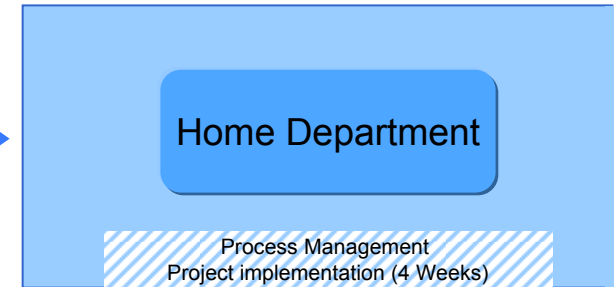 Home Department
Process Management
Project implementation (4 Weeks)